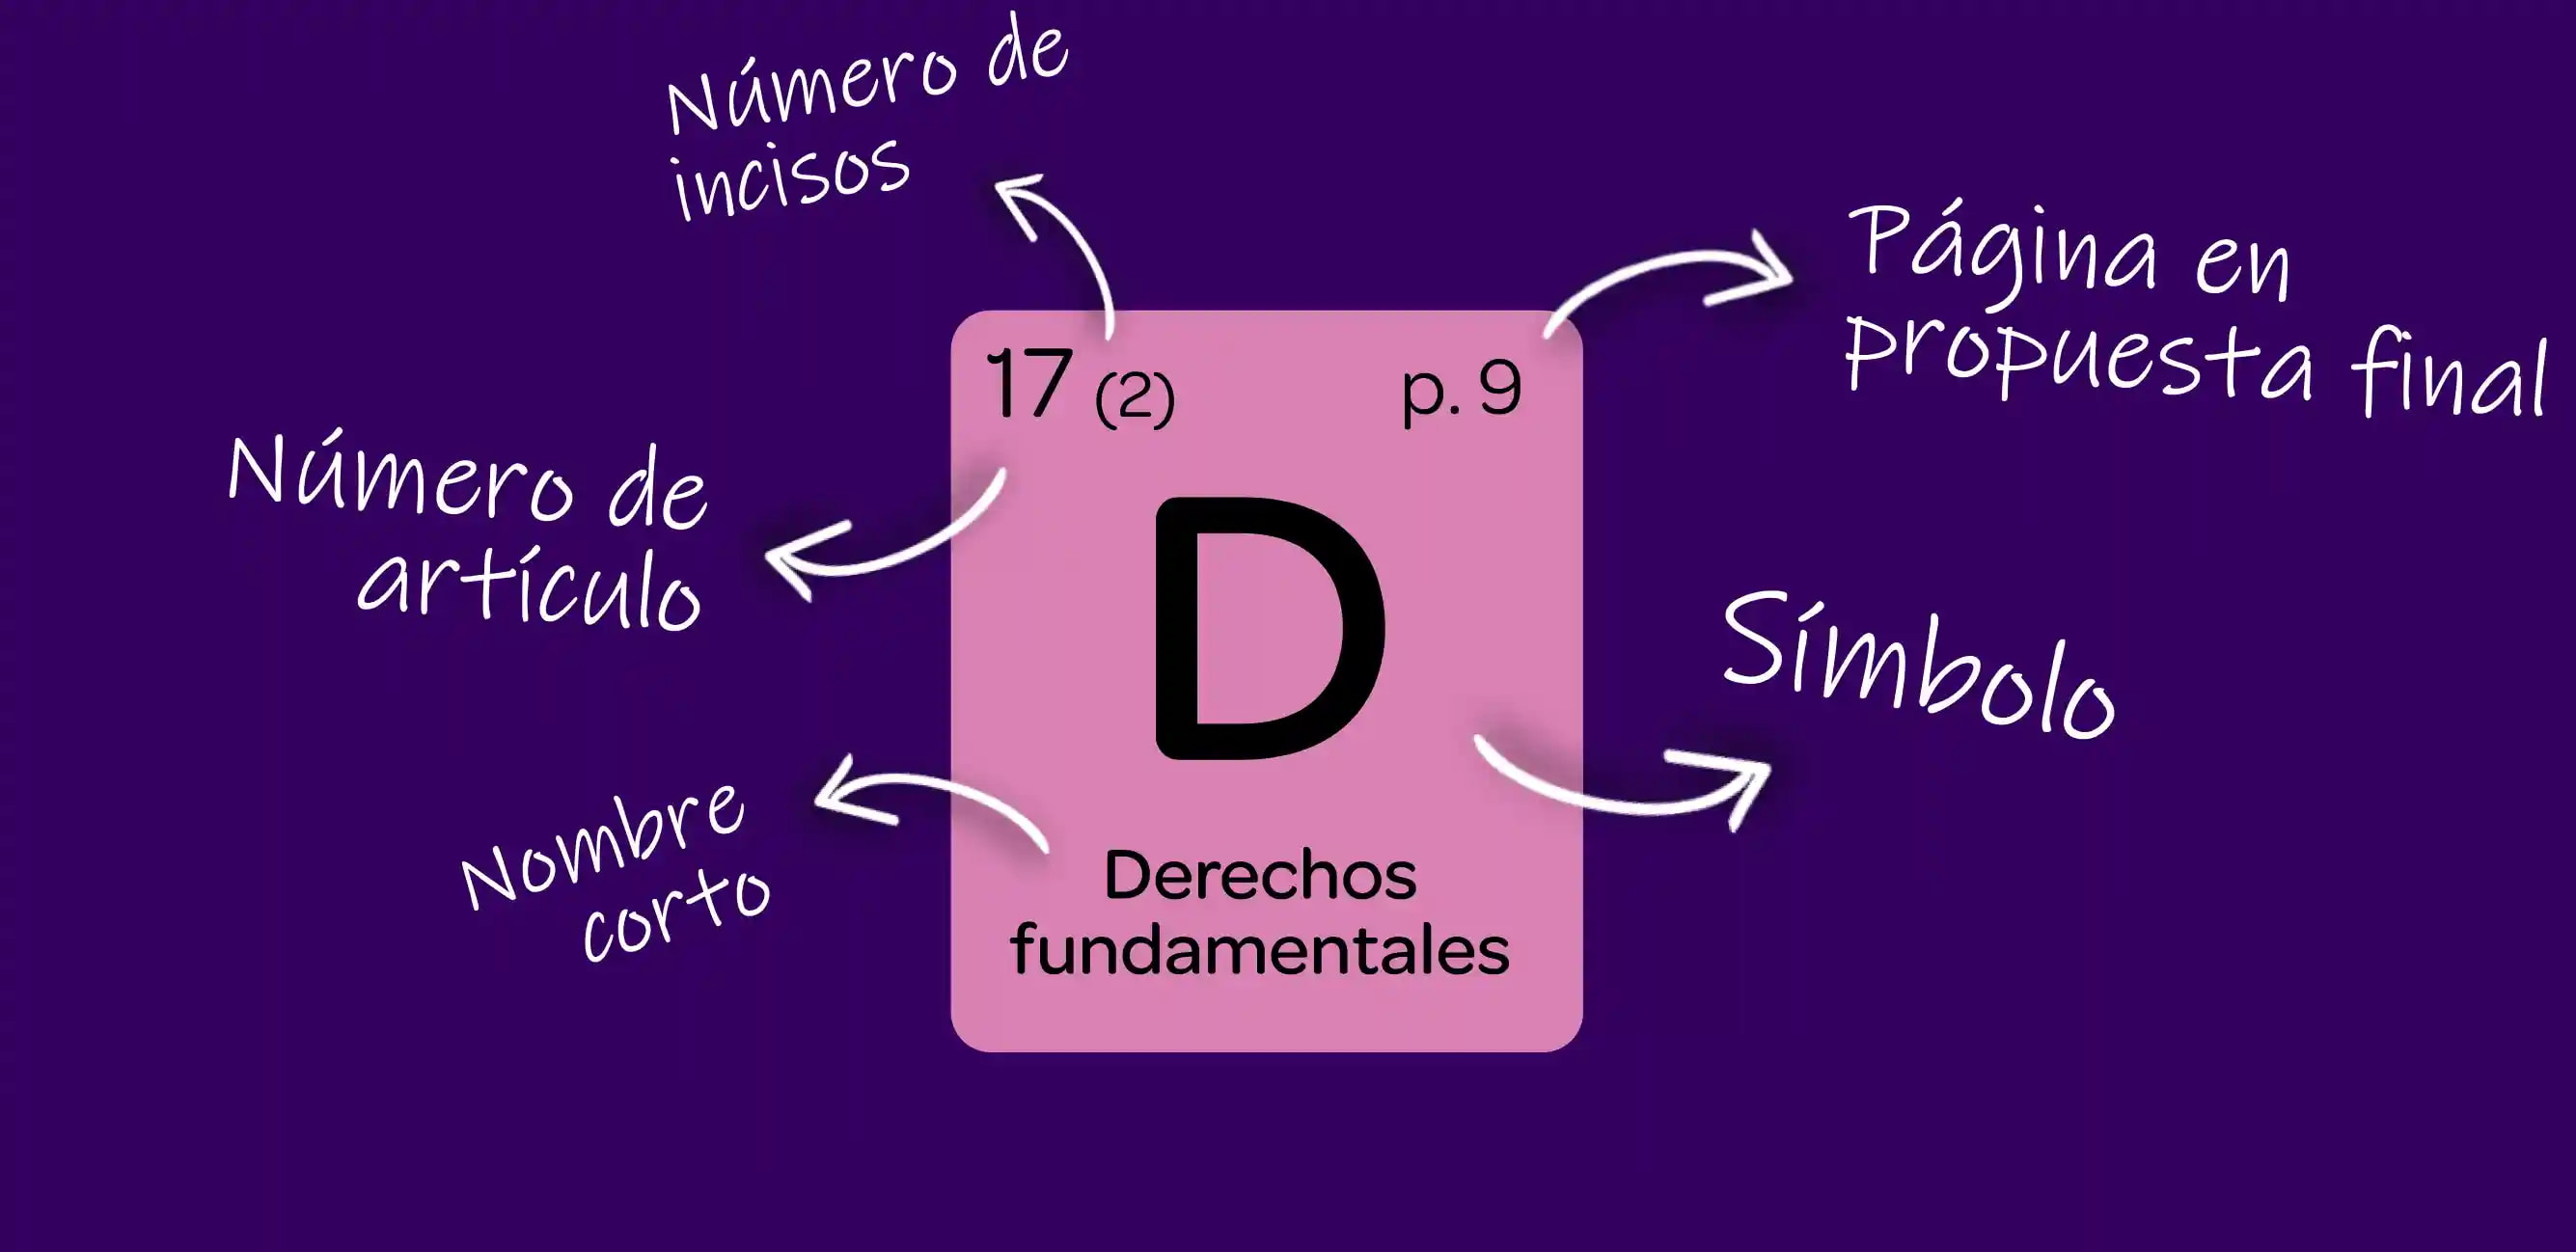 Número de
incisos
Página en
propuesta final
17 (2) p. 9
Número de
artículo
D
Símbolo
Nombre
corto
Derechos
fundamentales